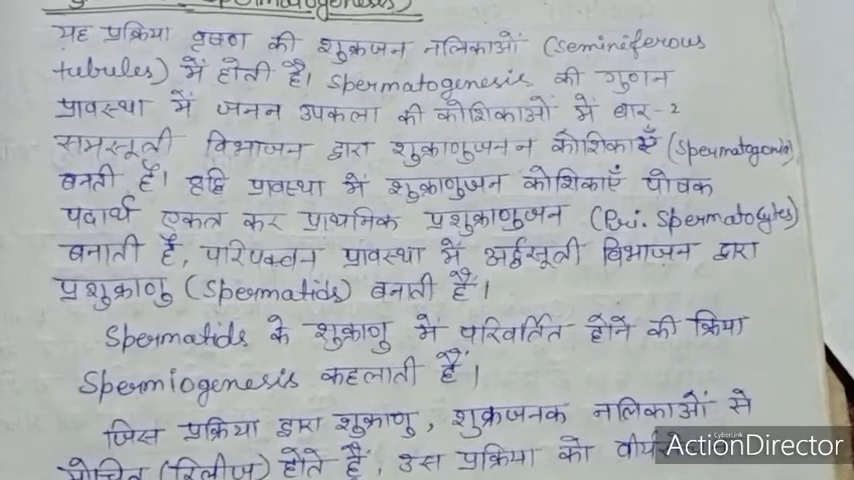 Spermatogenesis)
यह प्रक्रिया वृषण की शुक्रजन नलिकाओं (Seminiferous
tubules) में होती है। Spermatogenesis की गुणन
प्रावस्था में जनन उपकला की कोशिकाओं में बार-2
समसूत्री विभाजन द्वारा शुक्राणुजनन कोशिकाएँ (Spermatogonia)
बनती हैं। वृद्धि प्रावस्था में शुक्राणुजन कोशिकाएँ पोषक
पदार्थ एकत कर प्राथमिक प्रशुक्राणुजन (Pri. Spermatocytes)
बनाती हैं, परिपक्वन प्रावस्था में अर्द्धसूत्री विभाजन द्वारा
प्रशुक्राणु (Spermatids) बनाती हैं।
Spermatids के शुक्राणु में परिवर्तित होने की क्रिया
Spermiogenesis कहलाती हैं।
जिस प्रक्रिया द्वारा शुक्राणु, शुक्रजनक नलिकाओं से
मोचित (रिलीज) होते हैं, उस प्रक्रिया को
CyberLink
ActionDirector